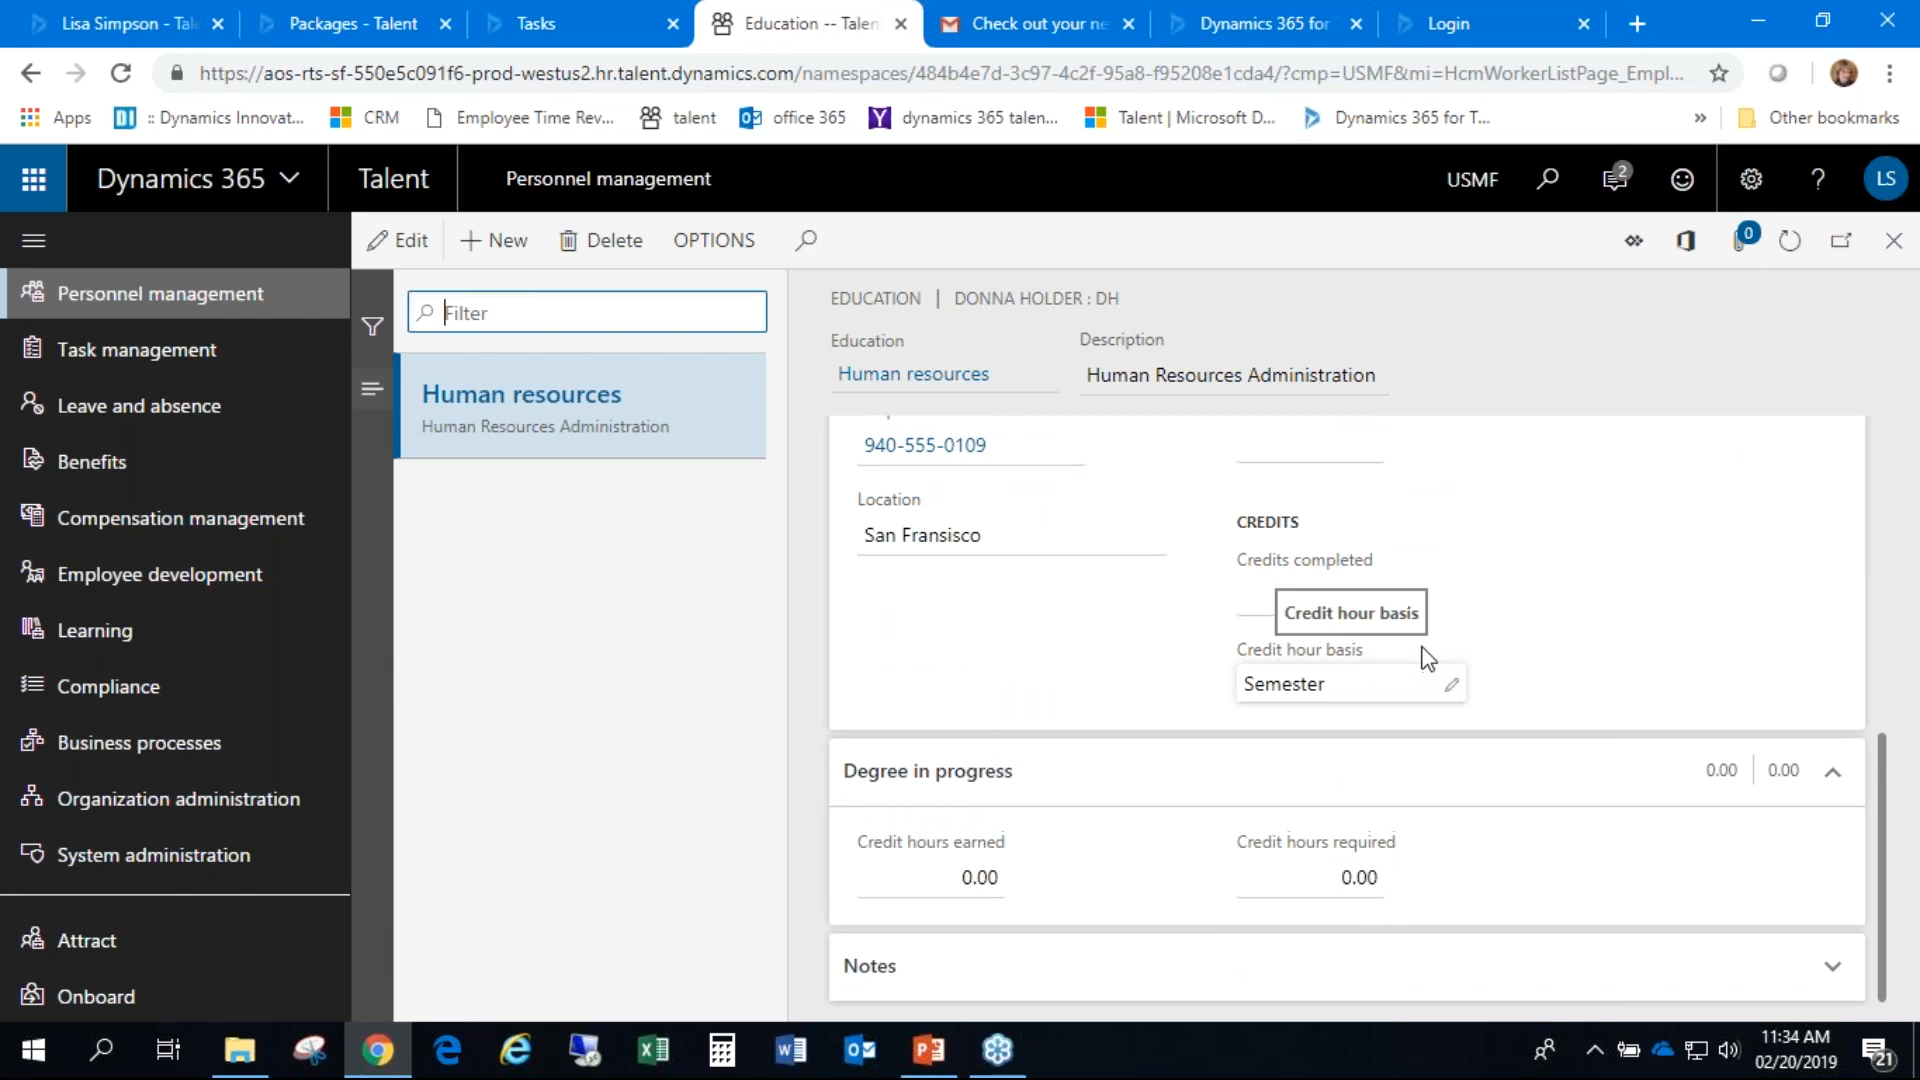 Lisa Simpson - Tal
Packages - Talent
Tasks
Education -- Talen
Check out your ne
Dynamics 365 for
Login
https://aos-rts-sf-550e5c091f6-prod-westus2.hr.talent.dynamics.com/namespaces/484b4e7d-3c97-4c2f-95a8-f95208e1cda4/?cmp=USMF&mi=HcmWorkerListPage_Empl...
Apps
:: Dynamics Innovat...
CRM
Employee Time Rev...
talent
office 365
dynamics 365 talen...
Talent | Microsoft D...
Dynamics 365 for T...
»
Other bookmarks
Dynamics 365
Talent
Personnel management
USMF
2
?
LS
Edit
New
Delete
OPTIONS
0
Personnel management
Task management
Leave and absence
Benefits
Compensation management
Employee development
Learning
Compliance
Business processes
Organization administration
System administration
Attract
Onboard
Filter
Human resources
Human Resources Administration
EDUCATION | DONNA HOLDER : DH
Education
Description
Human resources
Human Resources Administration
940-555-0109
Location
San Fransisco
CREDITS
Credits completed
Credit hour basis
Credit hour basis
Semester
Degree in progress
0.00
0.00
Credit hours earned
Credit hours required
0.00
0.00
Notes
11:34 AM
02/20/2019
21